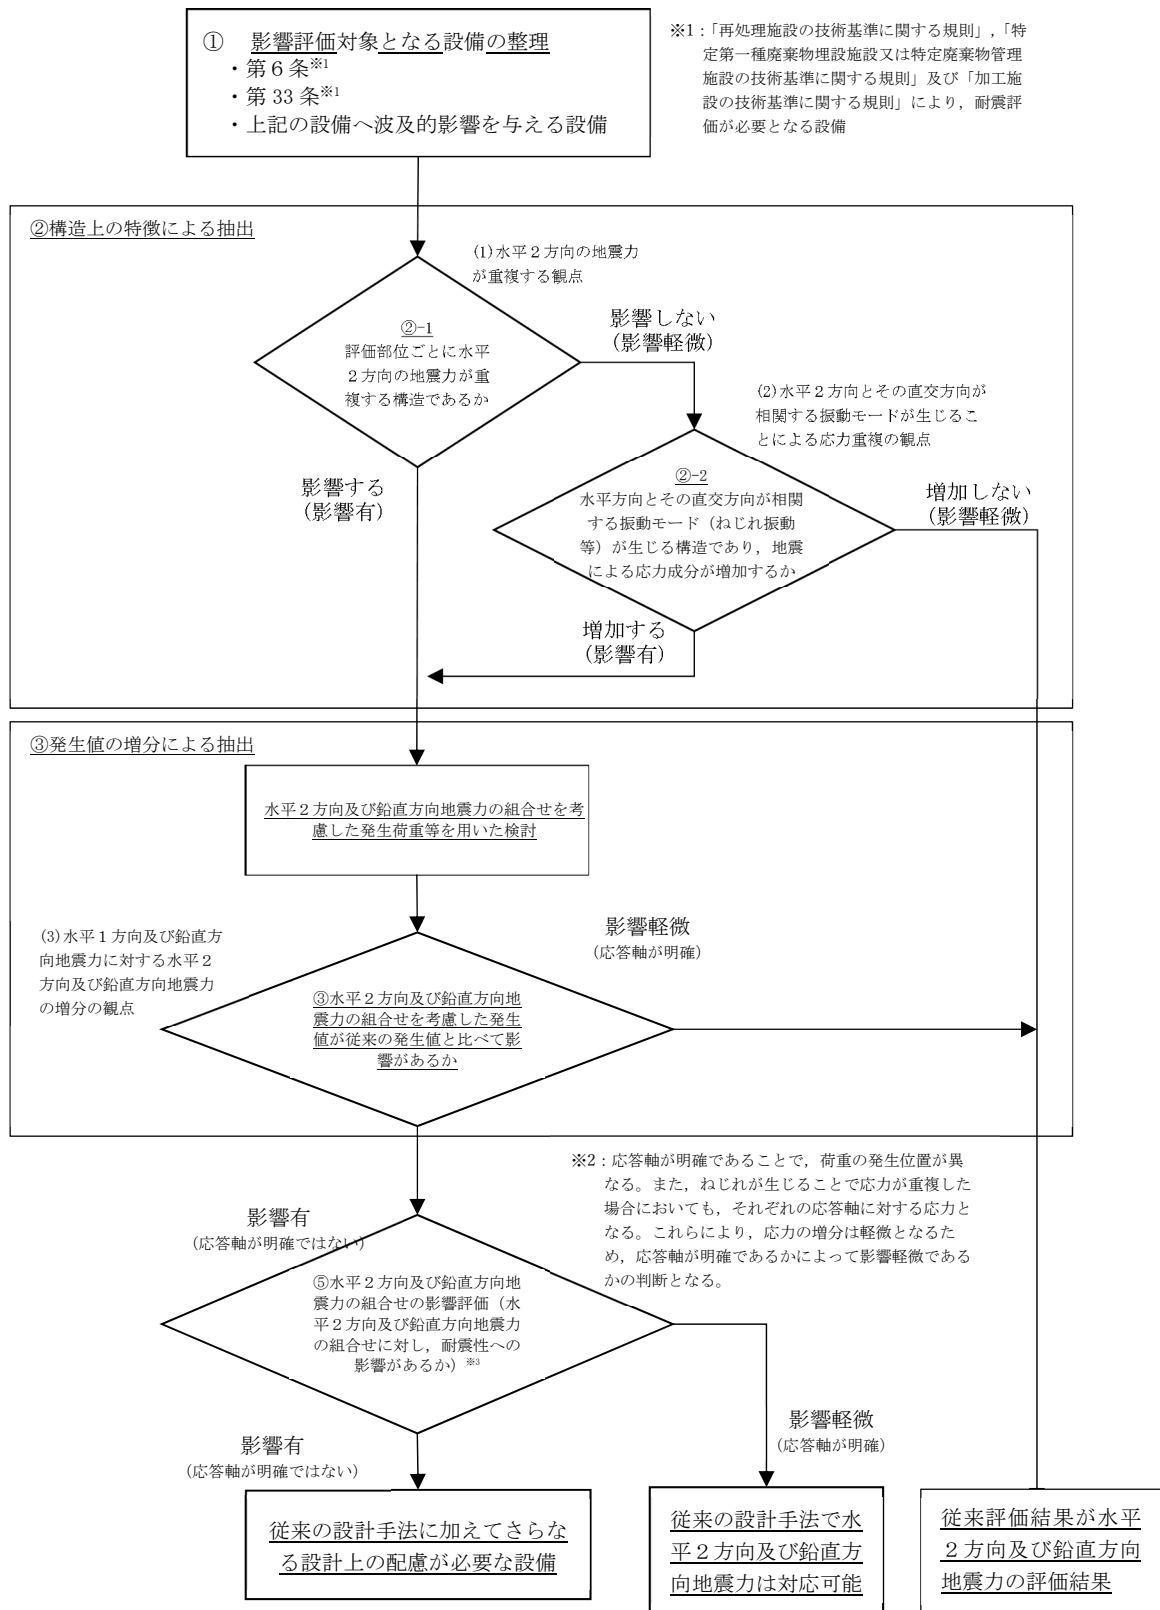 ① 影響評価対象となる設備の整理
・第６条※1
・第 33 条※1
・上記の設備へ波及的影響を与える設備
※1：「再処理施設の技術基準に関する規則」，「特
定第一種廃棄物埋設施設又は特定廃棄物管理
施設の技術基準に関する規則」及び「加工施
設の技術基準に関する規則」により，耐震評
価が必要となる設備
②構造上の特徴による抽出
(1)水平２方向の地震力
が重複する観点
②-1
評価部位ごとに水平
２方向の地震力が重
複する構造であるか
影響しない
（影響軽微）
(2)水平２方向とその直交方向が
相関する振動モードが生じるこ
とによる応力重複の観点
影響する
（影響有）
②-2
水平方向とその直交方向が相関
する振動モード（ねじれ振動
等）が生じる構造であり，地震
による応力成分が増加するか
増加しない
（影響軽微）
増加する
（影響有）
③発生値の増分による抽出
水平２方向及び鉛直方向地震力の組合せを考
慮した発生荷重等を用いた検討
(3)水平１方向及び鉛直方
向地震力に対する水平２
方向及び鉛直方向地震力
の増分の観点
影響軽微
（応答軸が明確）
③水平２方向及び鉛直方向地
震力の組合せを考慮した発生
値が従来の発生値と比べて影
響があるか
※2：応答軸が明確であることで，荷重の発生位置が異
なる。また，ねじれが生じることで応力が重複した
場合においても，それぞれの応答軸に対する応力と
なる。これらにより，応力の増分は軽微となるた
め，応答軸が明確であるかによって影響軽微である
かの判断となる。
影響有
（応答軸が明確ではない）
⑤水平２方向及び鉛直方向地
震力の組合せの影響評価（水
平２方向及び鉛直方向地震力
の組合せに対し，耐震性への
影響があるか）※3
影響軽微
（応答軸が明確）
影響有
（応答軸が明確ではない）
従来の設計手法に加えてさらな
る設計上の配慮が必要な設備
従来の設計手法で水
平２方向及び鉛直方
向地震力は対応可能
従来評価結果が水平
２方向及び鉛直方向
地震力の評価結果